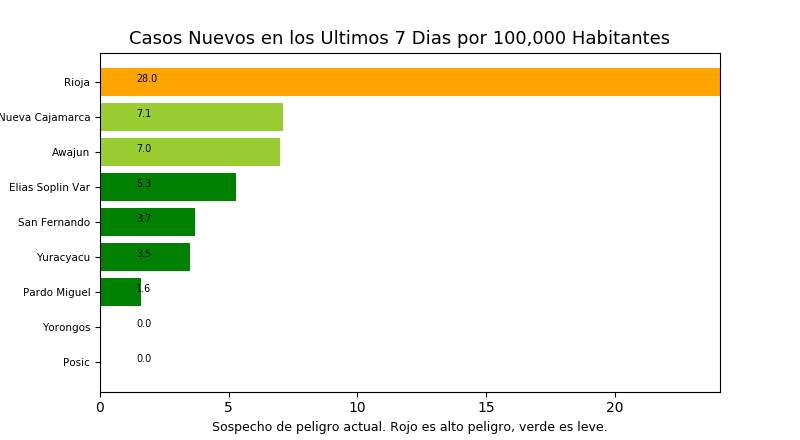 Casos Nuevos en los Ultimos 7 Dias por 100,000 Habitantes
Rioja 28.0
Nueva Cajamarca 7.1
Awajun 7.0
Elias Soplin Var 5.3
San Fernando 3.7
Yuracyacu 3.5
Pardo Miguel 1.6
Yorongos 0.0
Posic 0.0
0 5 10 15 20
Sospecho de peligro actual. Rojo es alto peligro, verde es leve.